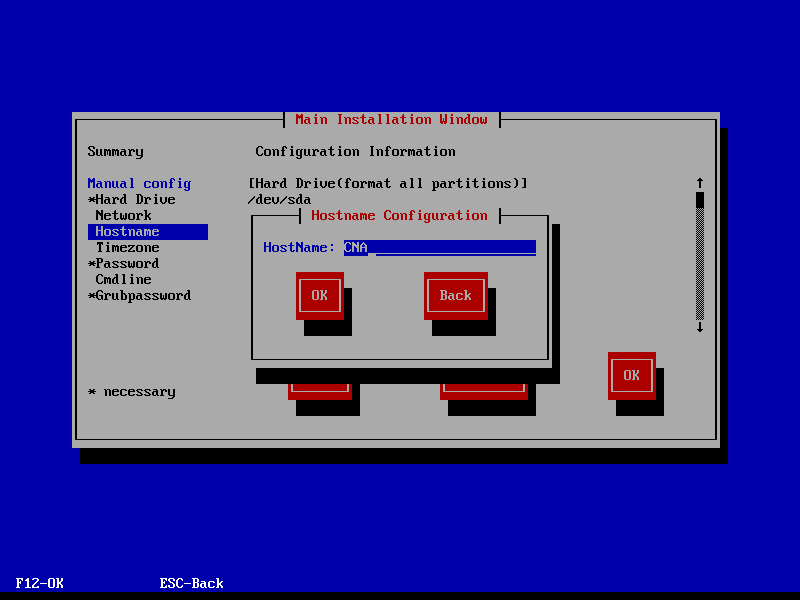 Main Installation Window
Summary Configuration Information
Manual config [Hard Drive(format all partitions)] ↑
*Hard Drive /dev/sda
Network Hostname Configuration
Hostname
Timezone HostName: CNA
*Password
Cmdline
*Grubpassword OK Back
↓
OK
* necessary
F12-OK ESC-Back